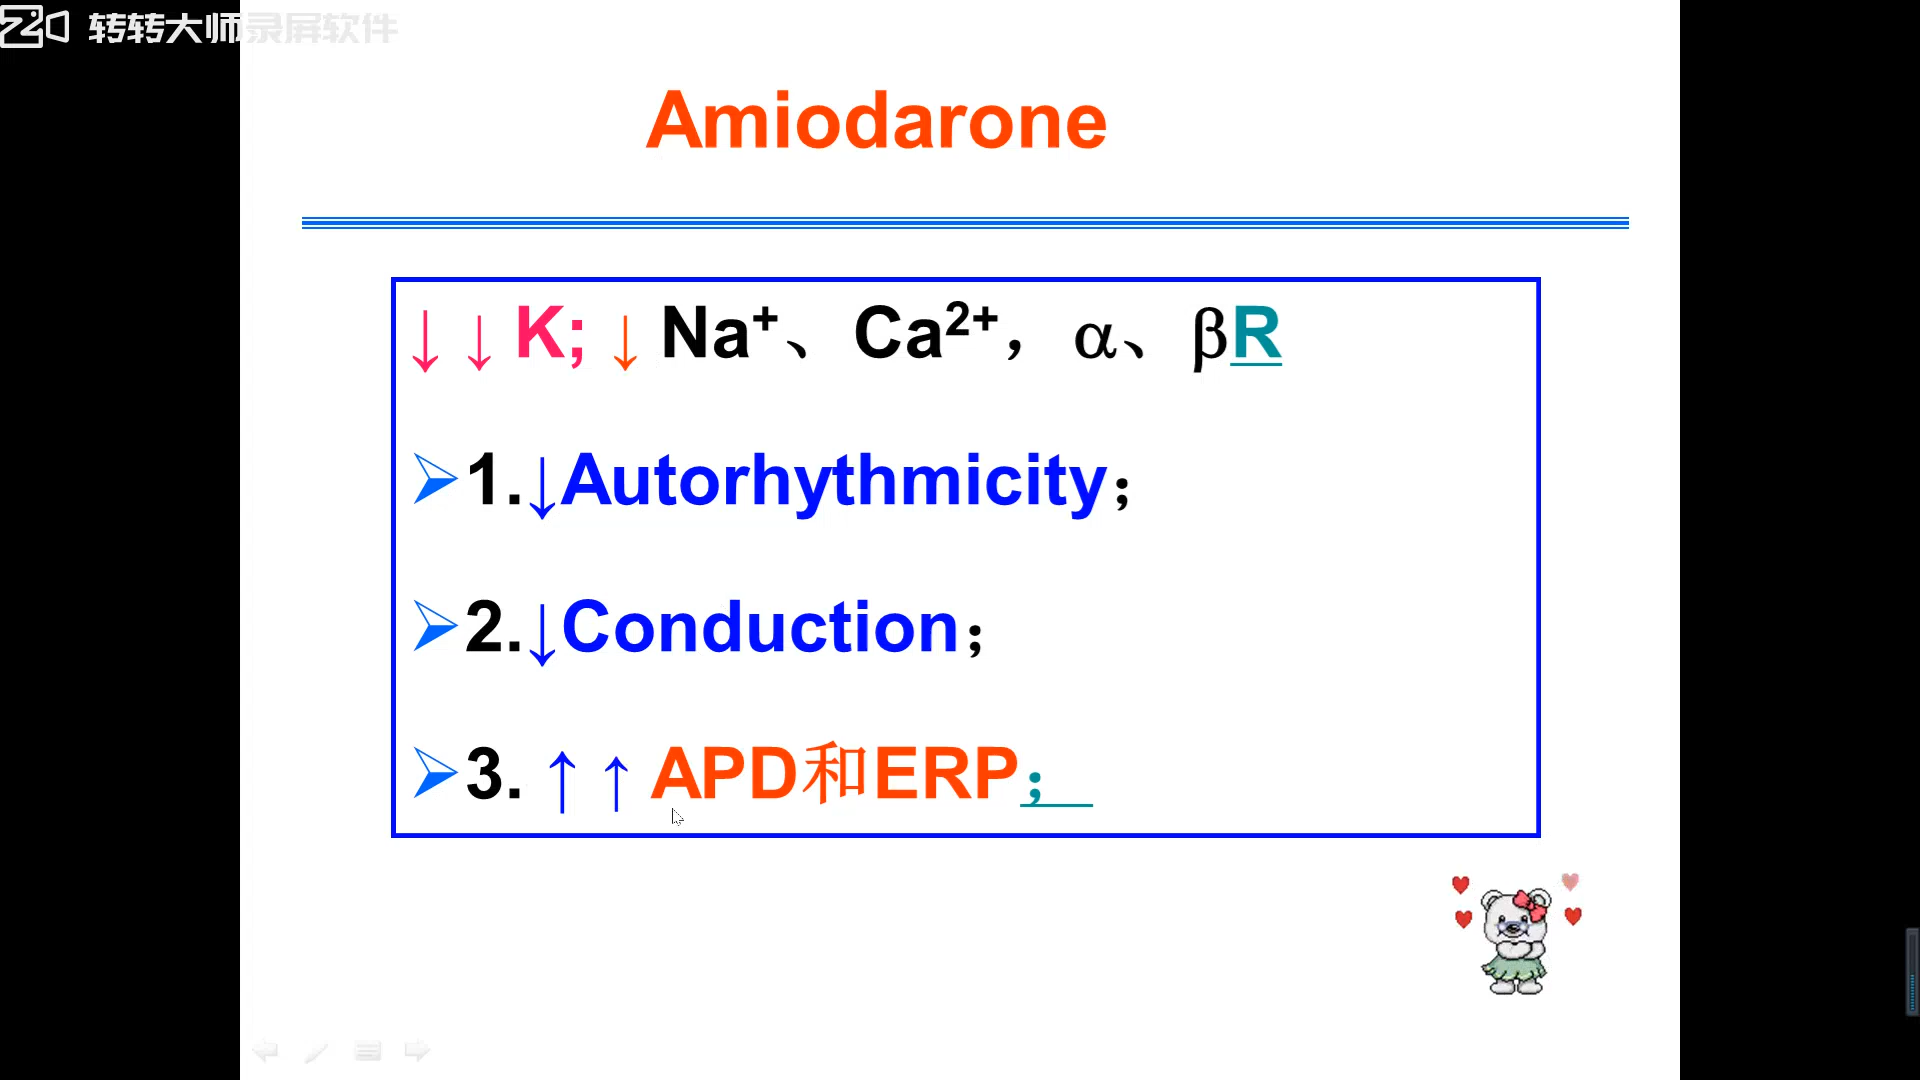 转转大师录屏软件
Amiodarone
↓ ↓ K; ↓ Na⁺、Ca²⁺，α、βR
➢1.↓Autorhythmicity；
➢2.↓Conduction；
➢3. ↑ ↑ APD和ERP；